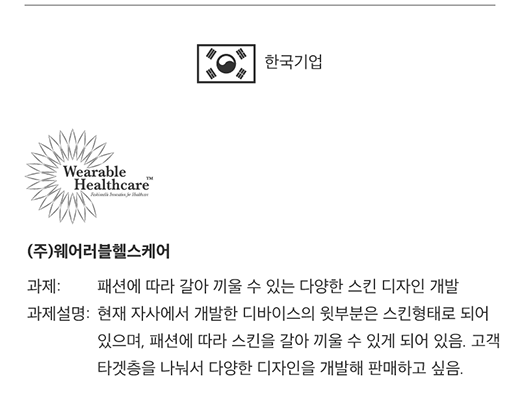 한국기업
Wearable
Healthcare™
Fashionable Innovation for Healthcare
(주)웨어러블헬스케어
과제: 패션에 따라 갈아 끼울 수 있는 다양한 스킨 디자인 개발
과제설명: 현재 자사에서 개발한 디바이스의 윗부분은 스킨형태로 되어
있으며, 패션에 따라 스킨을 갈아 끼울 수 있게 되어 있음. 고객
타겟층을 나눠서 다양한 디자인을 개발해 판매하고 싶음.